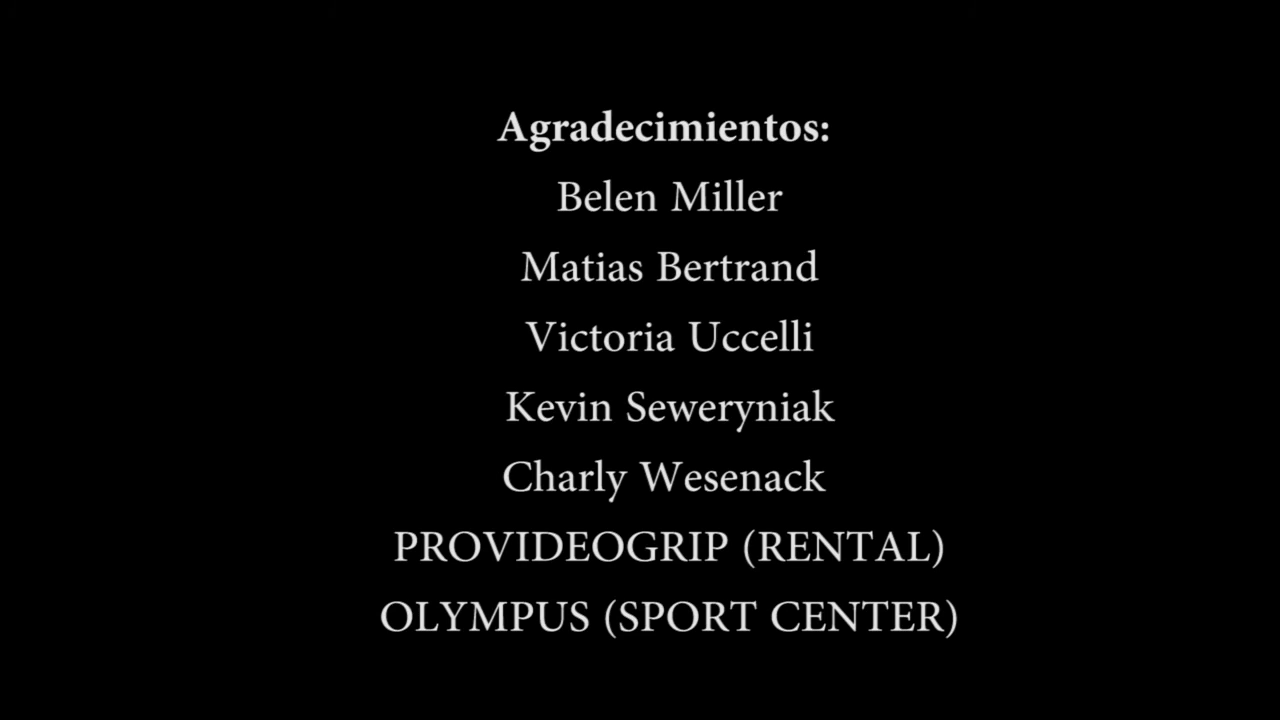 Agradecimientos:
Belen Miller
Matias Bertrand
Victoria Uccelli
Kevin Seweryniak
Charly Wesenack
PROVIDEOGRIP (RENTAL)
OLYMPUS (SPORT CENTER)